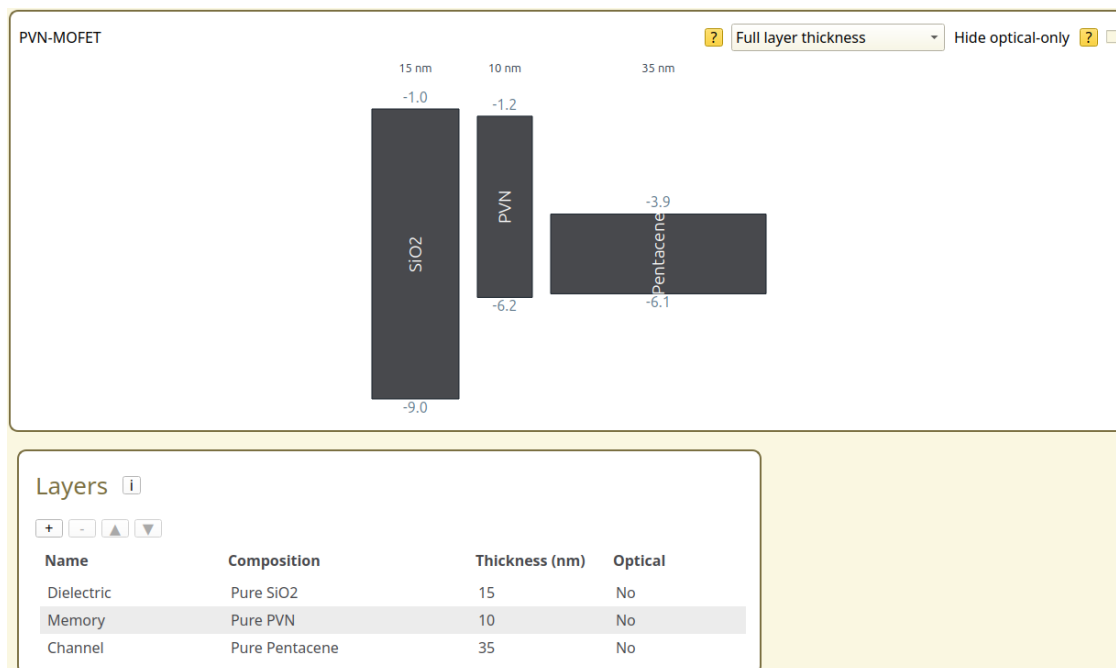 PVN-MOFET ? Full layer thickness Hide optical-only ?
15 nm 10 nm 35 nm
-1.0 -1.2
-3.9
SiO2 PVN Pentacene
-6.2 -6.1
-9.0
Layers i
+ - ▲ ▼
Name Composition Thickness (nm) Optical
Dielectric Pure SiO2 15 No
Memory Pure PVN 10 No
Channel Pure Pentacene 35 No